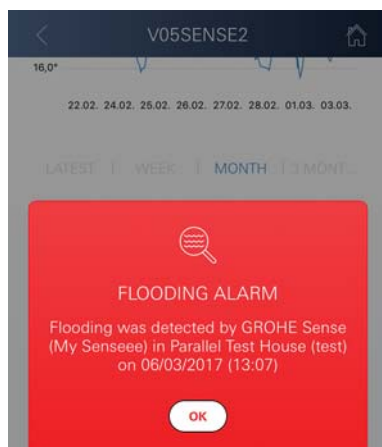 V05SENSE2
16,0°
22.02. 24.02. 25.02. 26.02. 27.02. 28.02. 01.03. 03.03.
LATEST | WEEK | MONTH | 3 MONT...
FLOODING ALARM
Flooding was detected by GROHE Sense
(My Senseee) in Parallel Test House (test)
on 06/03/2017 (13:07)
OK